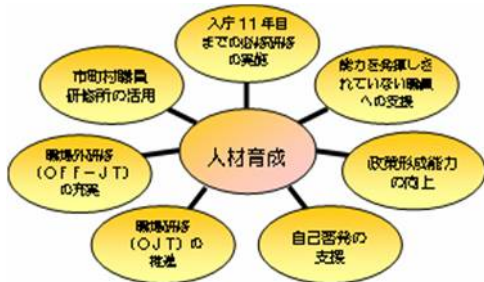 入庁11年目
までの必須研修
の実施
市町村職員
研修所の活用
能力を発揮しき
れていない職員
への支援
人材育成
職場外研修
(OFF-JT)
の充実
政策形成能力
の向上
職場研修
(OJT)の
推進
自己啓発の
支援